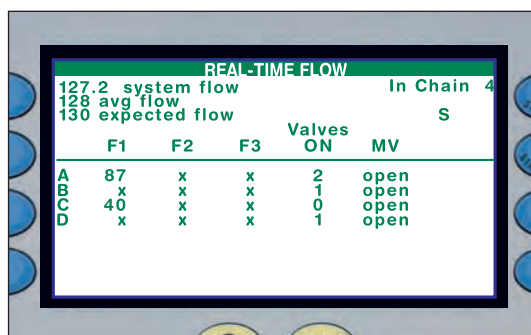 REAL-TIME FLOW
127.2 system flow In Chain 4
128 avg flow
130 expected flow S
Valves
F1 F2 F3 ON MV
A 87 x x 2 open
B x x x 1 open
C 40 x x 0 open
D x x x 1 open